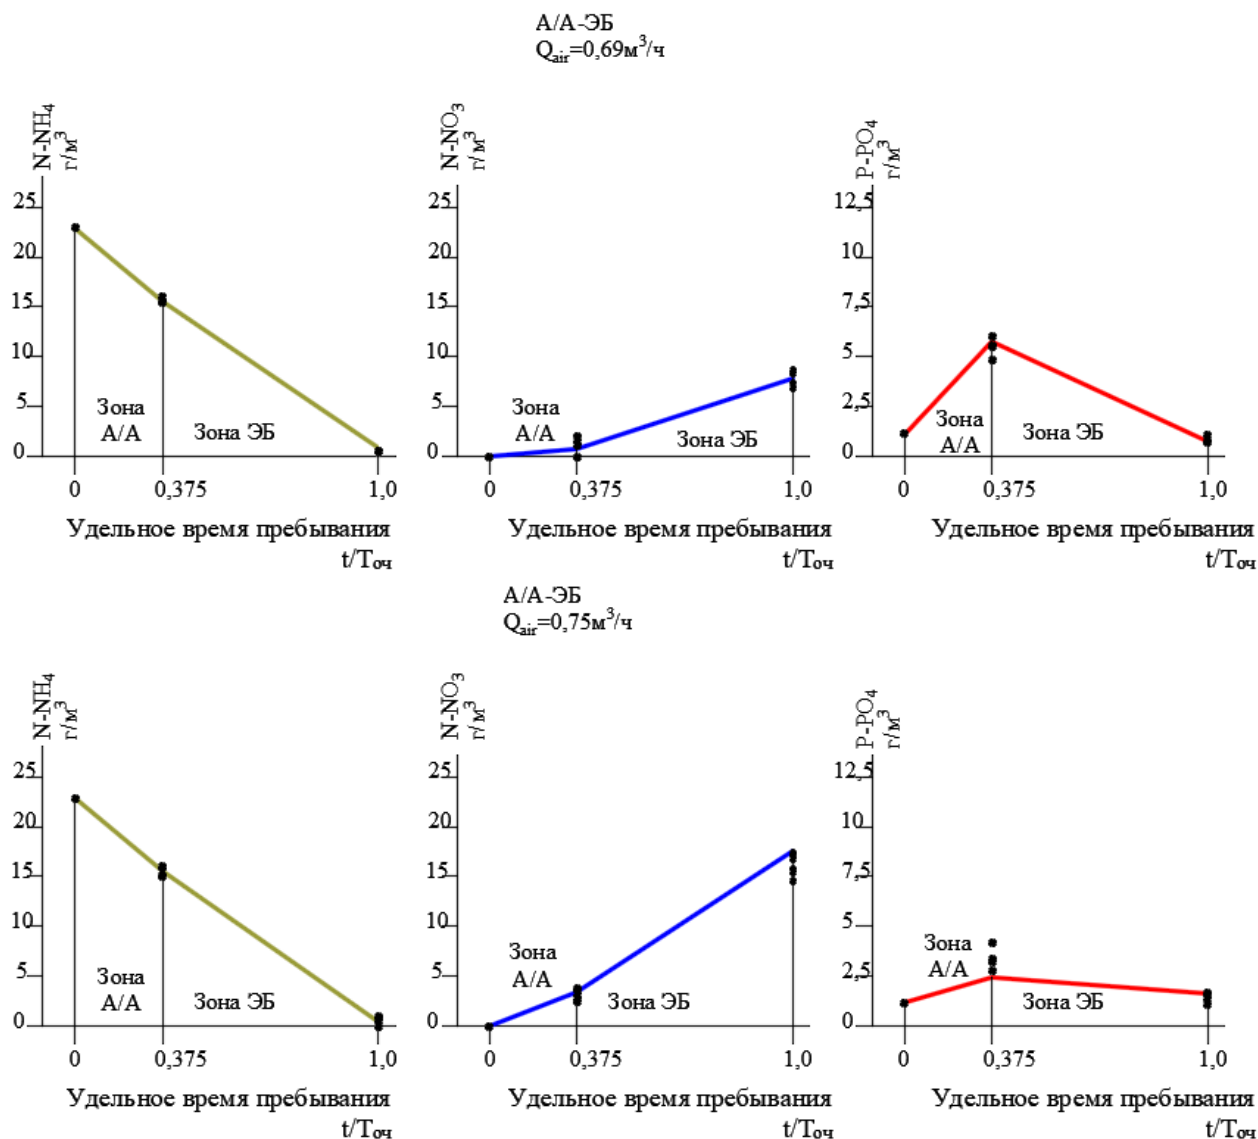 А/А-ЭБ
Qair=0,69м³/ч
N-NH4
г/м³
25
20
15
10
5
0
Зона
А/А
Зона ЭБ
0
0,375
1,0
Удельное время пребывания
t/Tоч
N-NO3
г/м³
25
20
15
10
5
0
Зона
А/А
Зона ЭБ
0
0,375
1,0
Удельное время пребывания
t/Tоч
P-PO4
г/м³
12,5
10
7,5
5
2,5
0
Зона
А/А
Зона ЭБ
0
0,375
1,0
Удельное время пребывания
t/Tоч
А/А-ЭБ
Qair=0,75м³/ч
N-NH4
г/м³
25
20
15
10
5
0
Зона
А/А
Зона ЭБ
0
0,375
1,0
Удельное время пребывания
t/Tоч
N-NO3
г/м³
25
20
15
10
5
0
Зона
А/А
Зона ЭБ
0
0,375
1,0
Удельное время пребывания
t/Tоч
P-PO4
г/м³
12,5
10
7,5
5
2,5
0
Зона
А/А
Зона ЭБ
0
0,375
1,0
Удельное время пребывания
t/Tоч